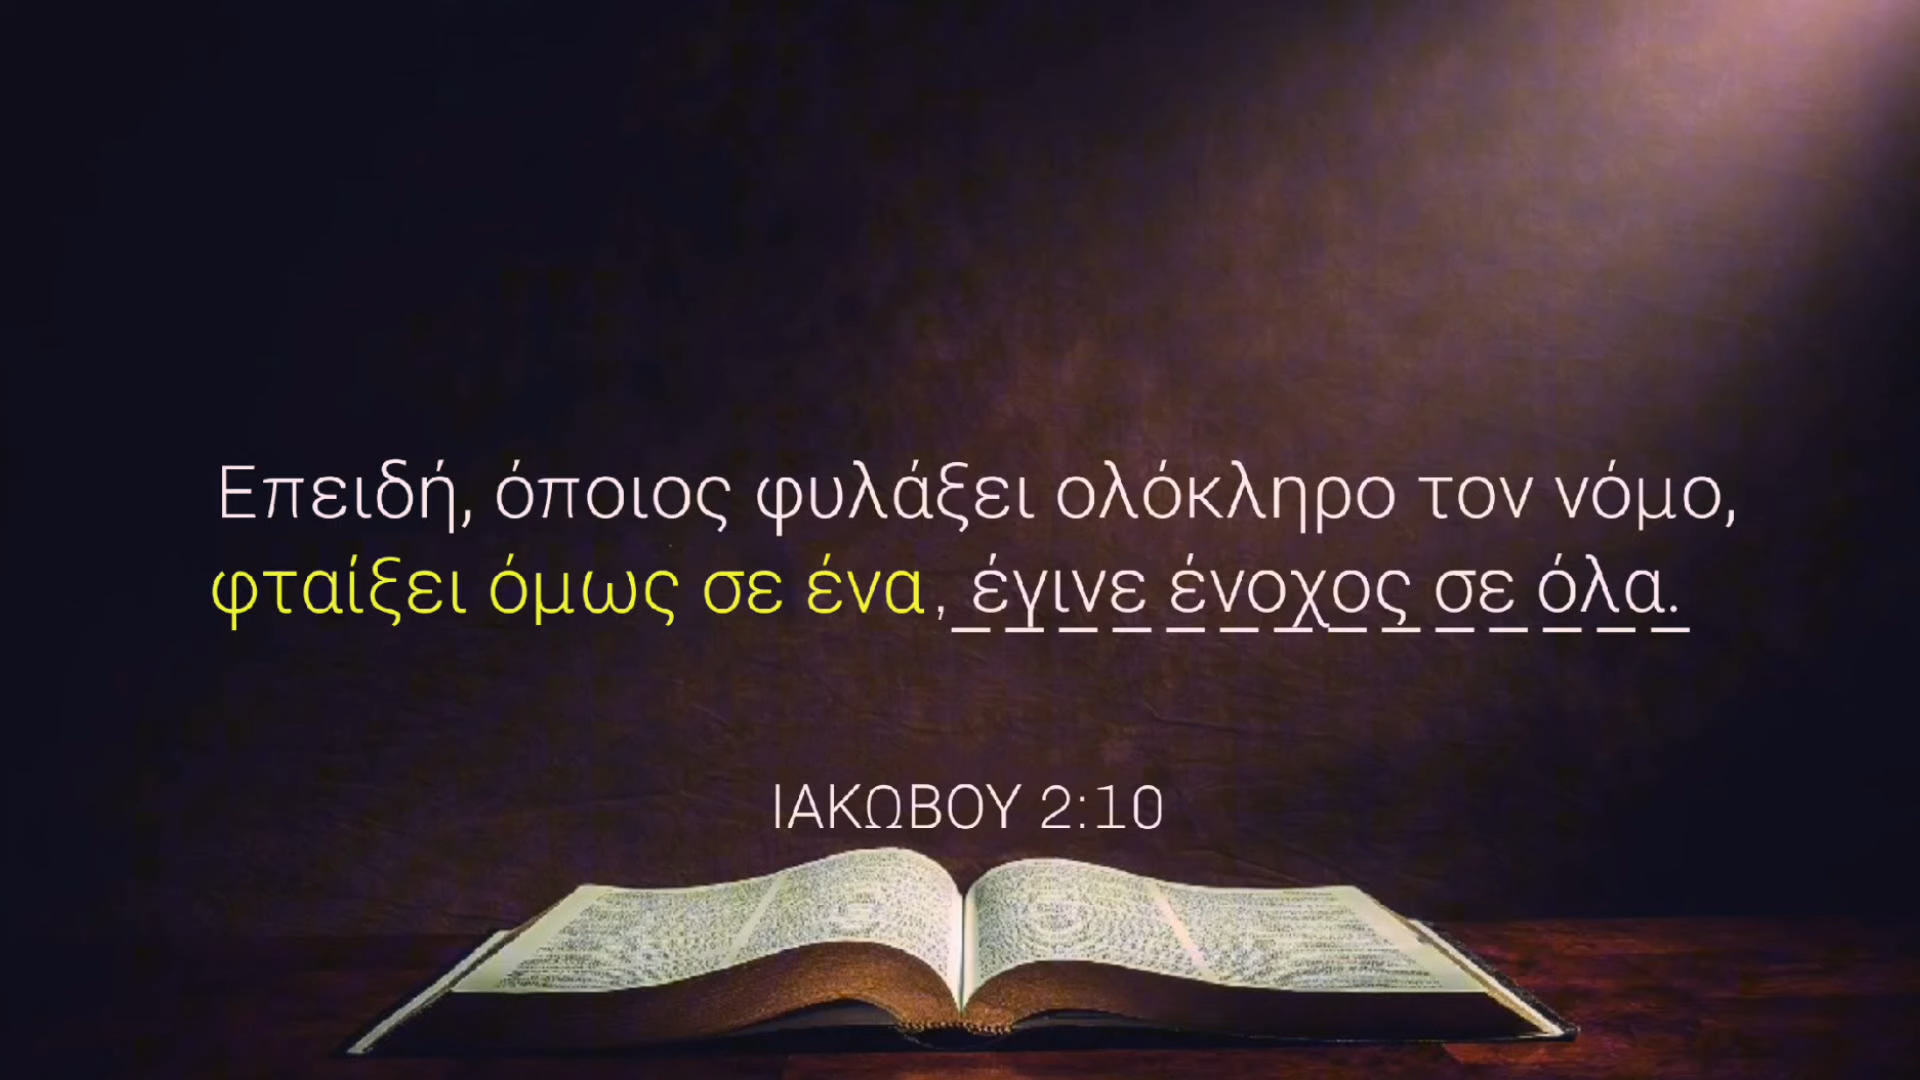 Επειδή, όποιος φυλάξει ολόκληρο τον νόμο,
φταίξει όμως σε ένα, έγινε ένοχος σε όλα.
ΙΑΚΩΒΟΥ 2:10